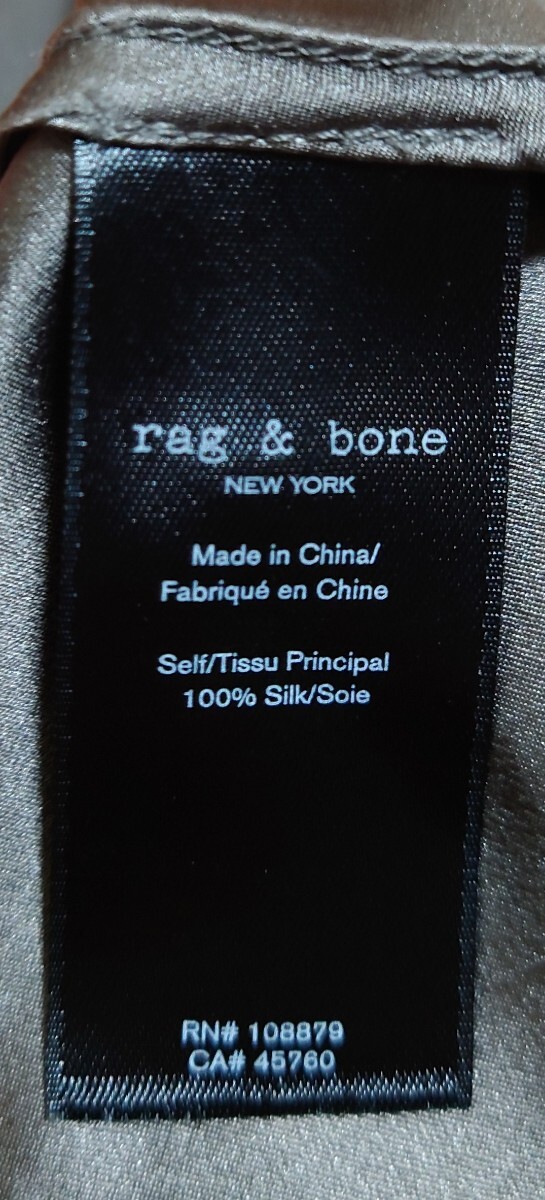 rag & bone
NEW YORK
Made in China/
Fabriqué en Chine
Self/Tissu Principal
100% Silk/Soie
RN# 108879
CA# 45760